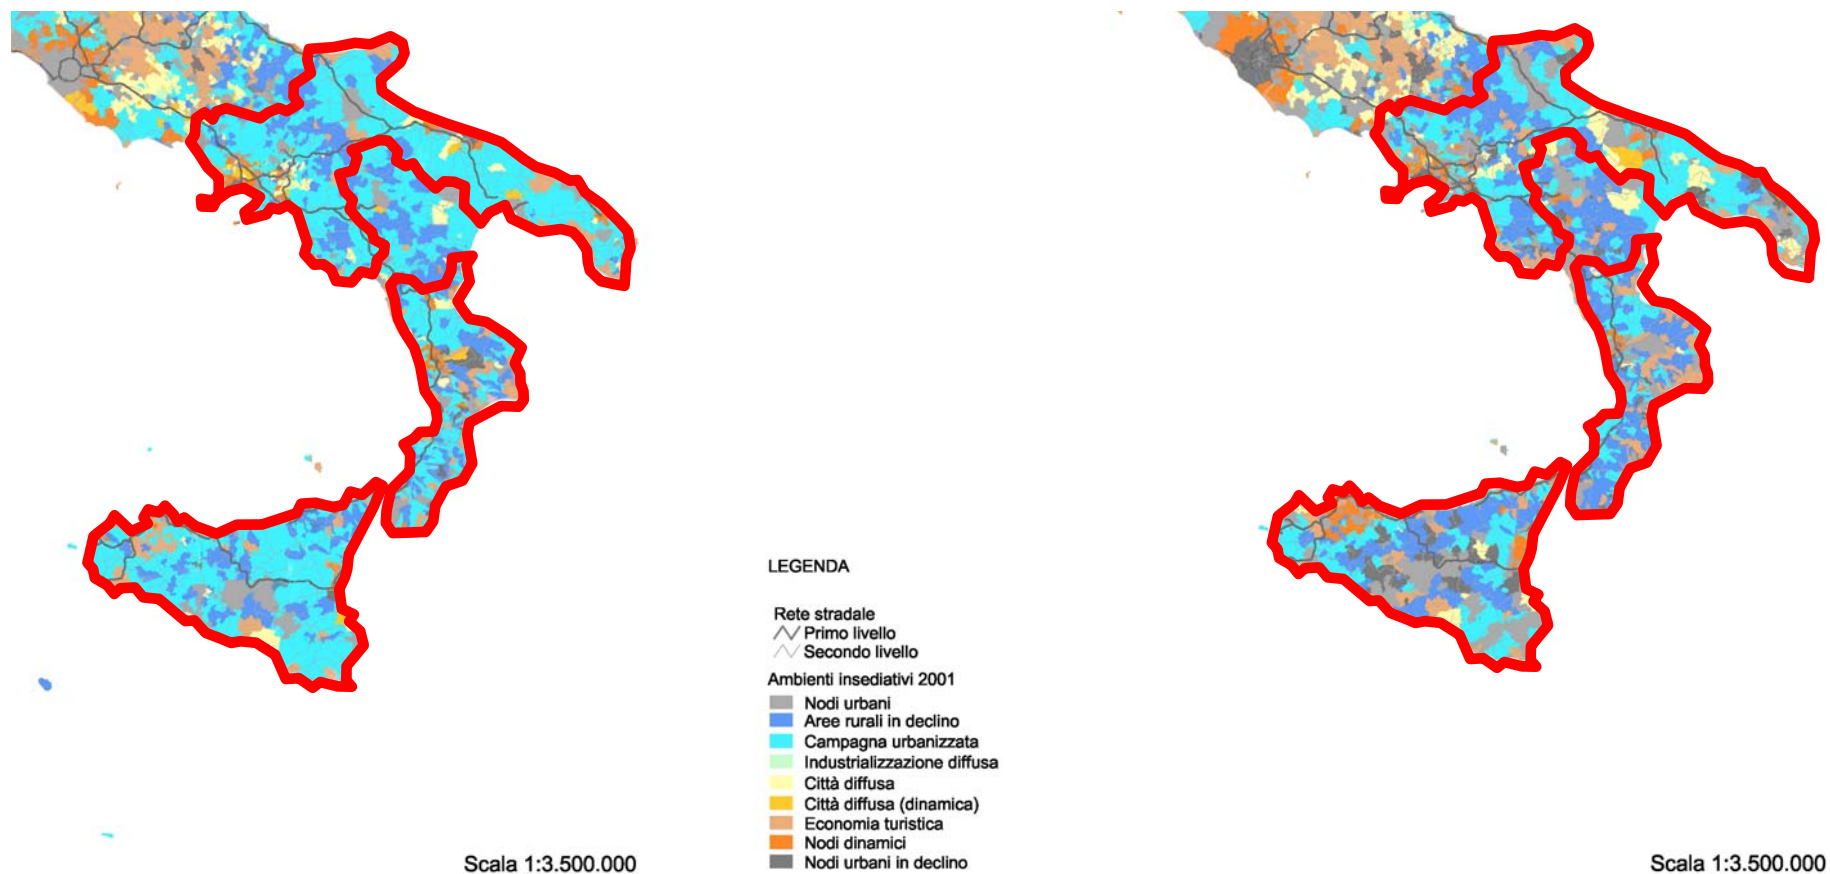 LEGENDA
Rete stradale
Primo livello
Secondo livello
Ambienti insediativi 2001
Nodi urbani
Aree rurali in declino
Campagna urbanizzata
Industrializzazione diffusa
Città diffusa
Città diffusa (dinamica)
Economia turistica
Nodi dinamici
Nodi urbani in declino
Scala 1:3.500.000
Scala 1:3.500.000